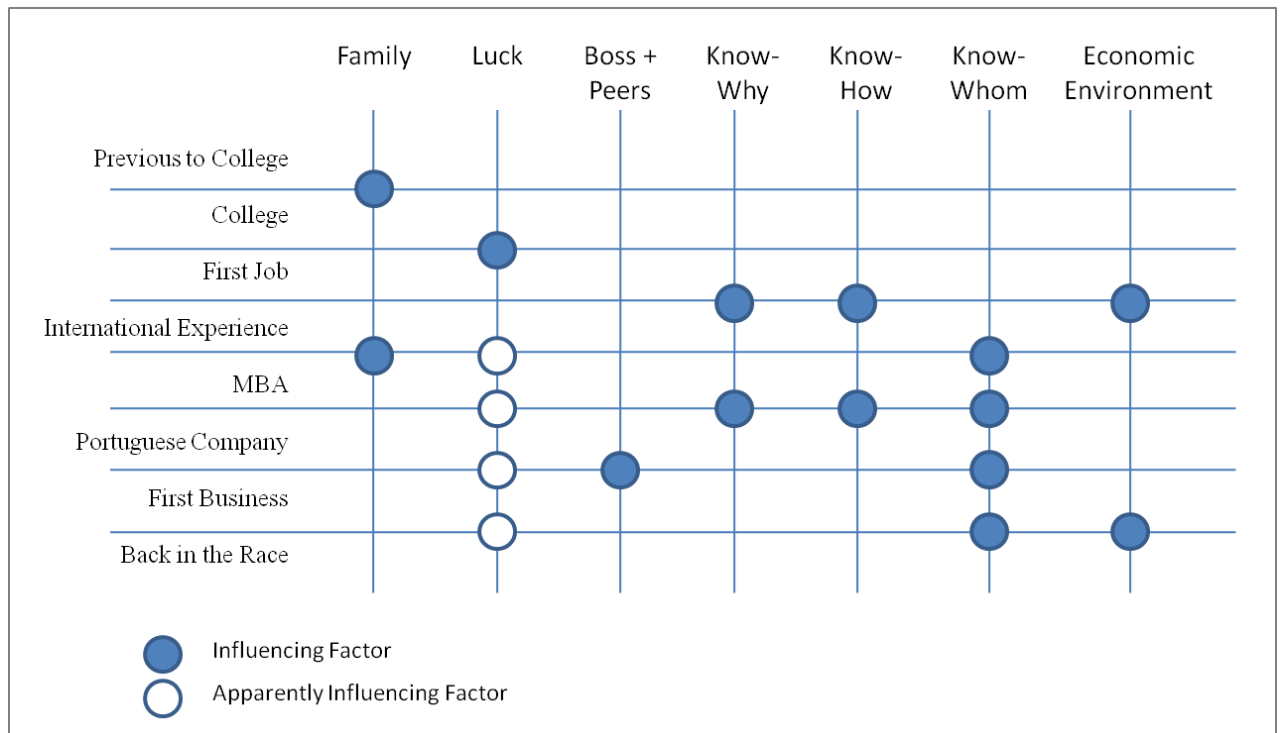 Family Luck Boss + Know- Know- Know- Economic
Peers Why How Whom Environment
Previous to College
College
First Job
International Experience
MBA
Portuguese Company
First Business
Back in the Race
Influencing Factor
Apparently Influencing Factor